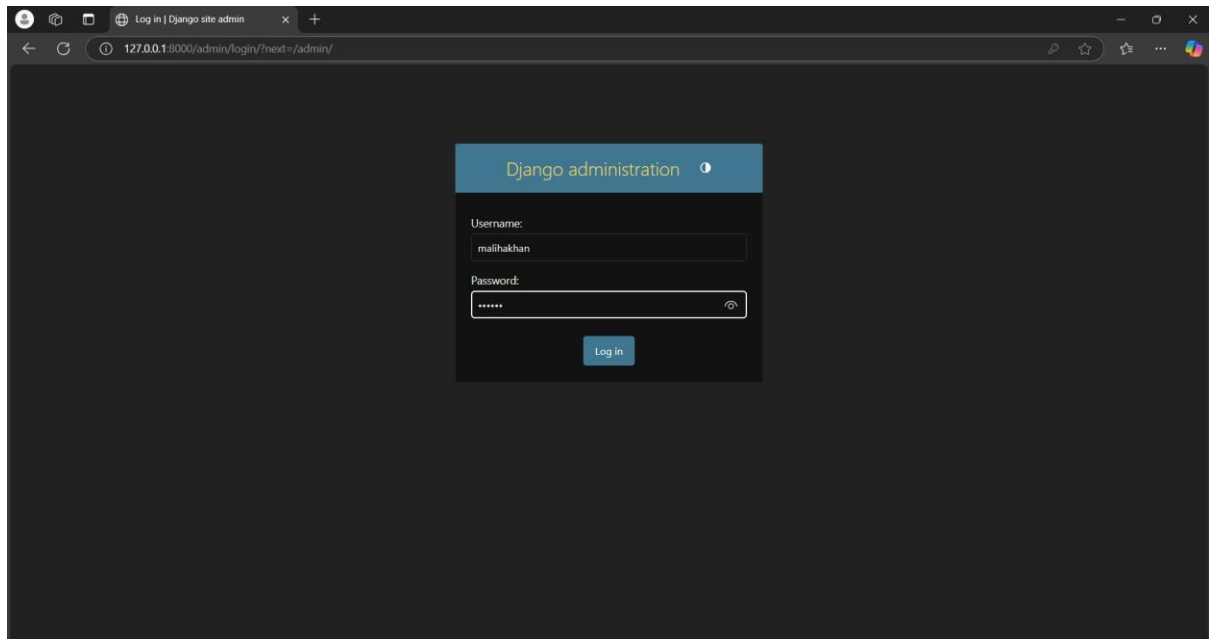 Log in | Django site admin
127.0.0.1:8000/admin/login/?next=/admin/
Django administration
Username:
malihakhan
Password:
••••••
Log in